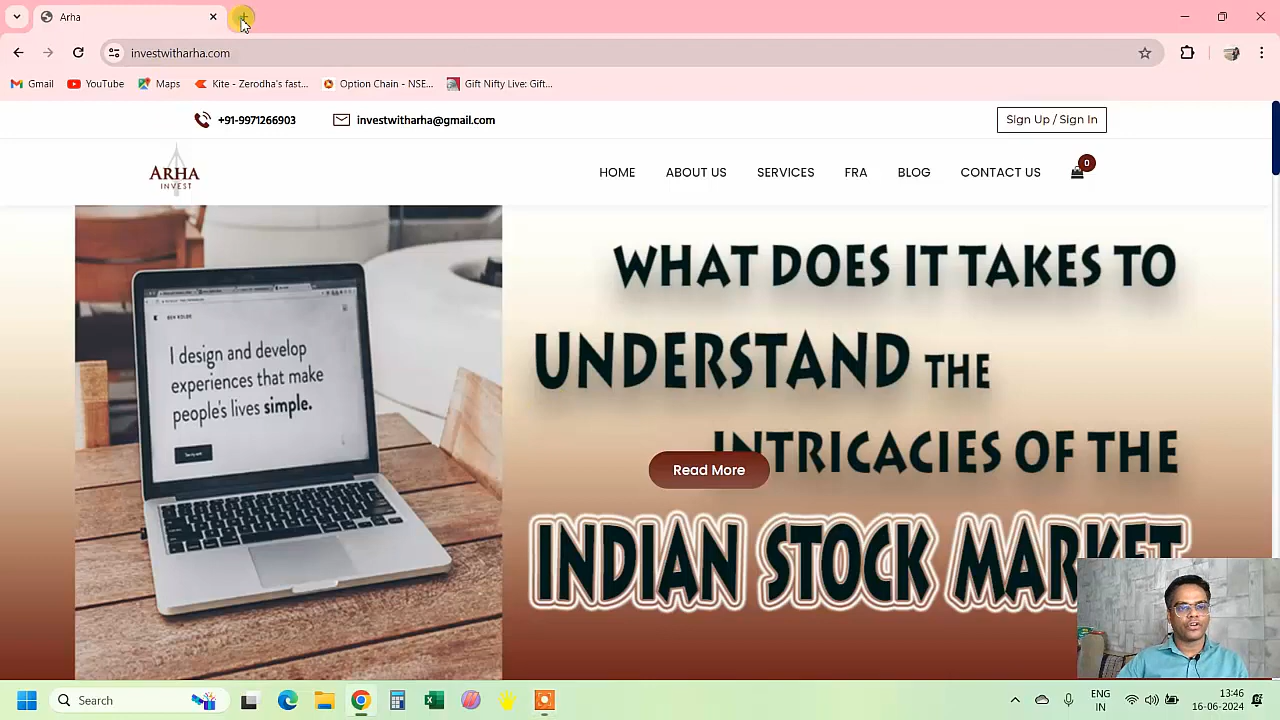 Arha
investwitharha.com
Gmail
YouTube
Maps
Kite - Zerodha's fast...
Option Chain - NSE...
Gift Nifty Live: Gift...
+91-9971266903
investwitharha@gmail.com
Sign Up / Sign In
ARHA
INVEST
HOME
ABOUT US
SERVICES
FRA
BLOG
CONTACT US
0
I design and develop
experiences that make
people's lives simple.
WHAT DOES IT TAKES TO
UNDERSTAND THE
INTRICACIES OF THE
Read More
INDIAN STOCK MARKET
Search
ENG
IN
13:46
16-06-2024